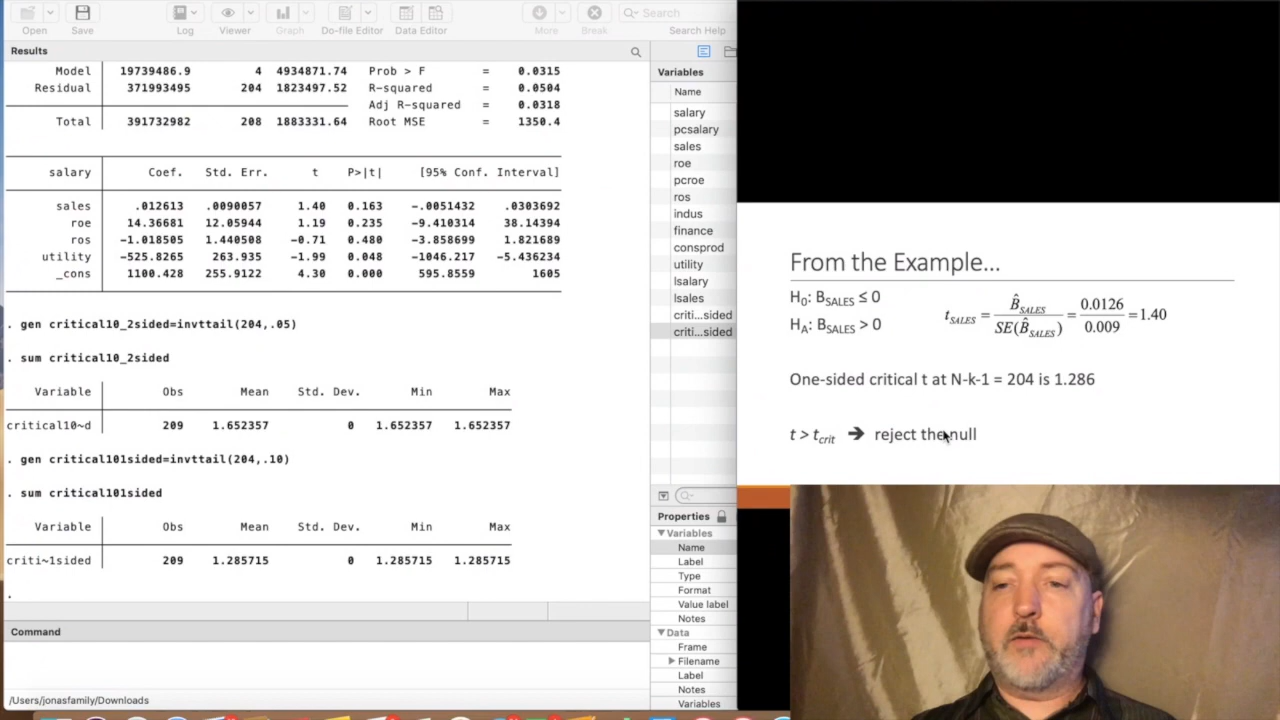 Open Save Log Viewer Graph Do-file Editor Data Editor More Break Search Help
Search
Results
Model 19739486.9 4 4934871.74 Prob > F = 0.0315
Residual 371993495 204 1823497.52 R-squared = 0.0504
Adj R-squared = 0.0318
Total 391732982 208 1883331.64 Root MSE = 1350.4
salary Coef. Std. Err. t P>|t| [95% Conf. Interval]
sales .012613 .0090057 1.40 0.163 -.0051432 .0303692
roe 14.36681 12.05944 1.19 0.235 -9.410314 38.14394
ros -1.018505 1.440508 -0.71 0.480 -3.858699 1.821689
utility -525.8265 263.935 -1.99 0.048 -1046.217 -5.436234
_cons 1100.428 255.9122 4.30 0.000 595.8559 1605
. gen critical10_2sided=invttail(204,.05)
. sum critical10_2sided
Variable Obs Mean Std. Dev. Min Max
critical10~d 209 1.652357 0 1.652357 1.652357
. gen critical101sided=invttail(204,.10)
. sum critical101sided
Variable Obs Mean Std. Dev. Min Max
criti~1sided 209 1.285715 0 1.285715 1.285715
.
Command
/Users/jonasfamily/Downloads
Variables
Name
salary
pcsalary
sales
roe
pcroe
ros
indus
finance
consprod
utility
lsalary
lsales
criti...sided
criti...sided
Properties
Variables
Name
Label
Type
Format
Value label
Notes
Data
Frame
Filename
Label
Notes
Variables
From the Example...
H0: BSALES ≤ 0
HA: BSALES > 0
tSALES = B̂SALES / SE(B̂SALES) = 0.0126 / 0.009 = 1.40
One-sided critical t at N-k-1 = 204 is 1.286
t > tcrit ➔ reject the null